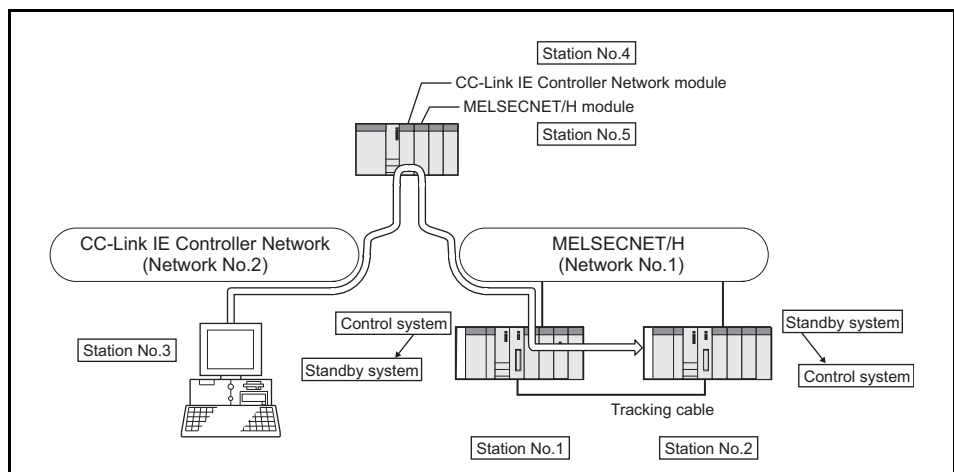 Station No.4
CC-Link IE Controller Network module
MELSECNET/H module
Station No.5
CC-Link IE Controller Network
(Network No.2)
MELSECNET/H
(Network No.1)
Control system
Standby system
Station No.3
Standby system
Control system
Tracking cable
Station No.1
Station No.2